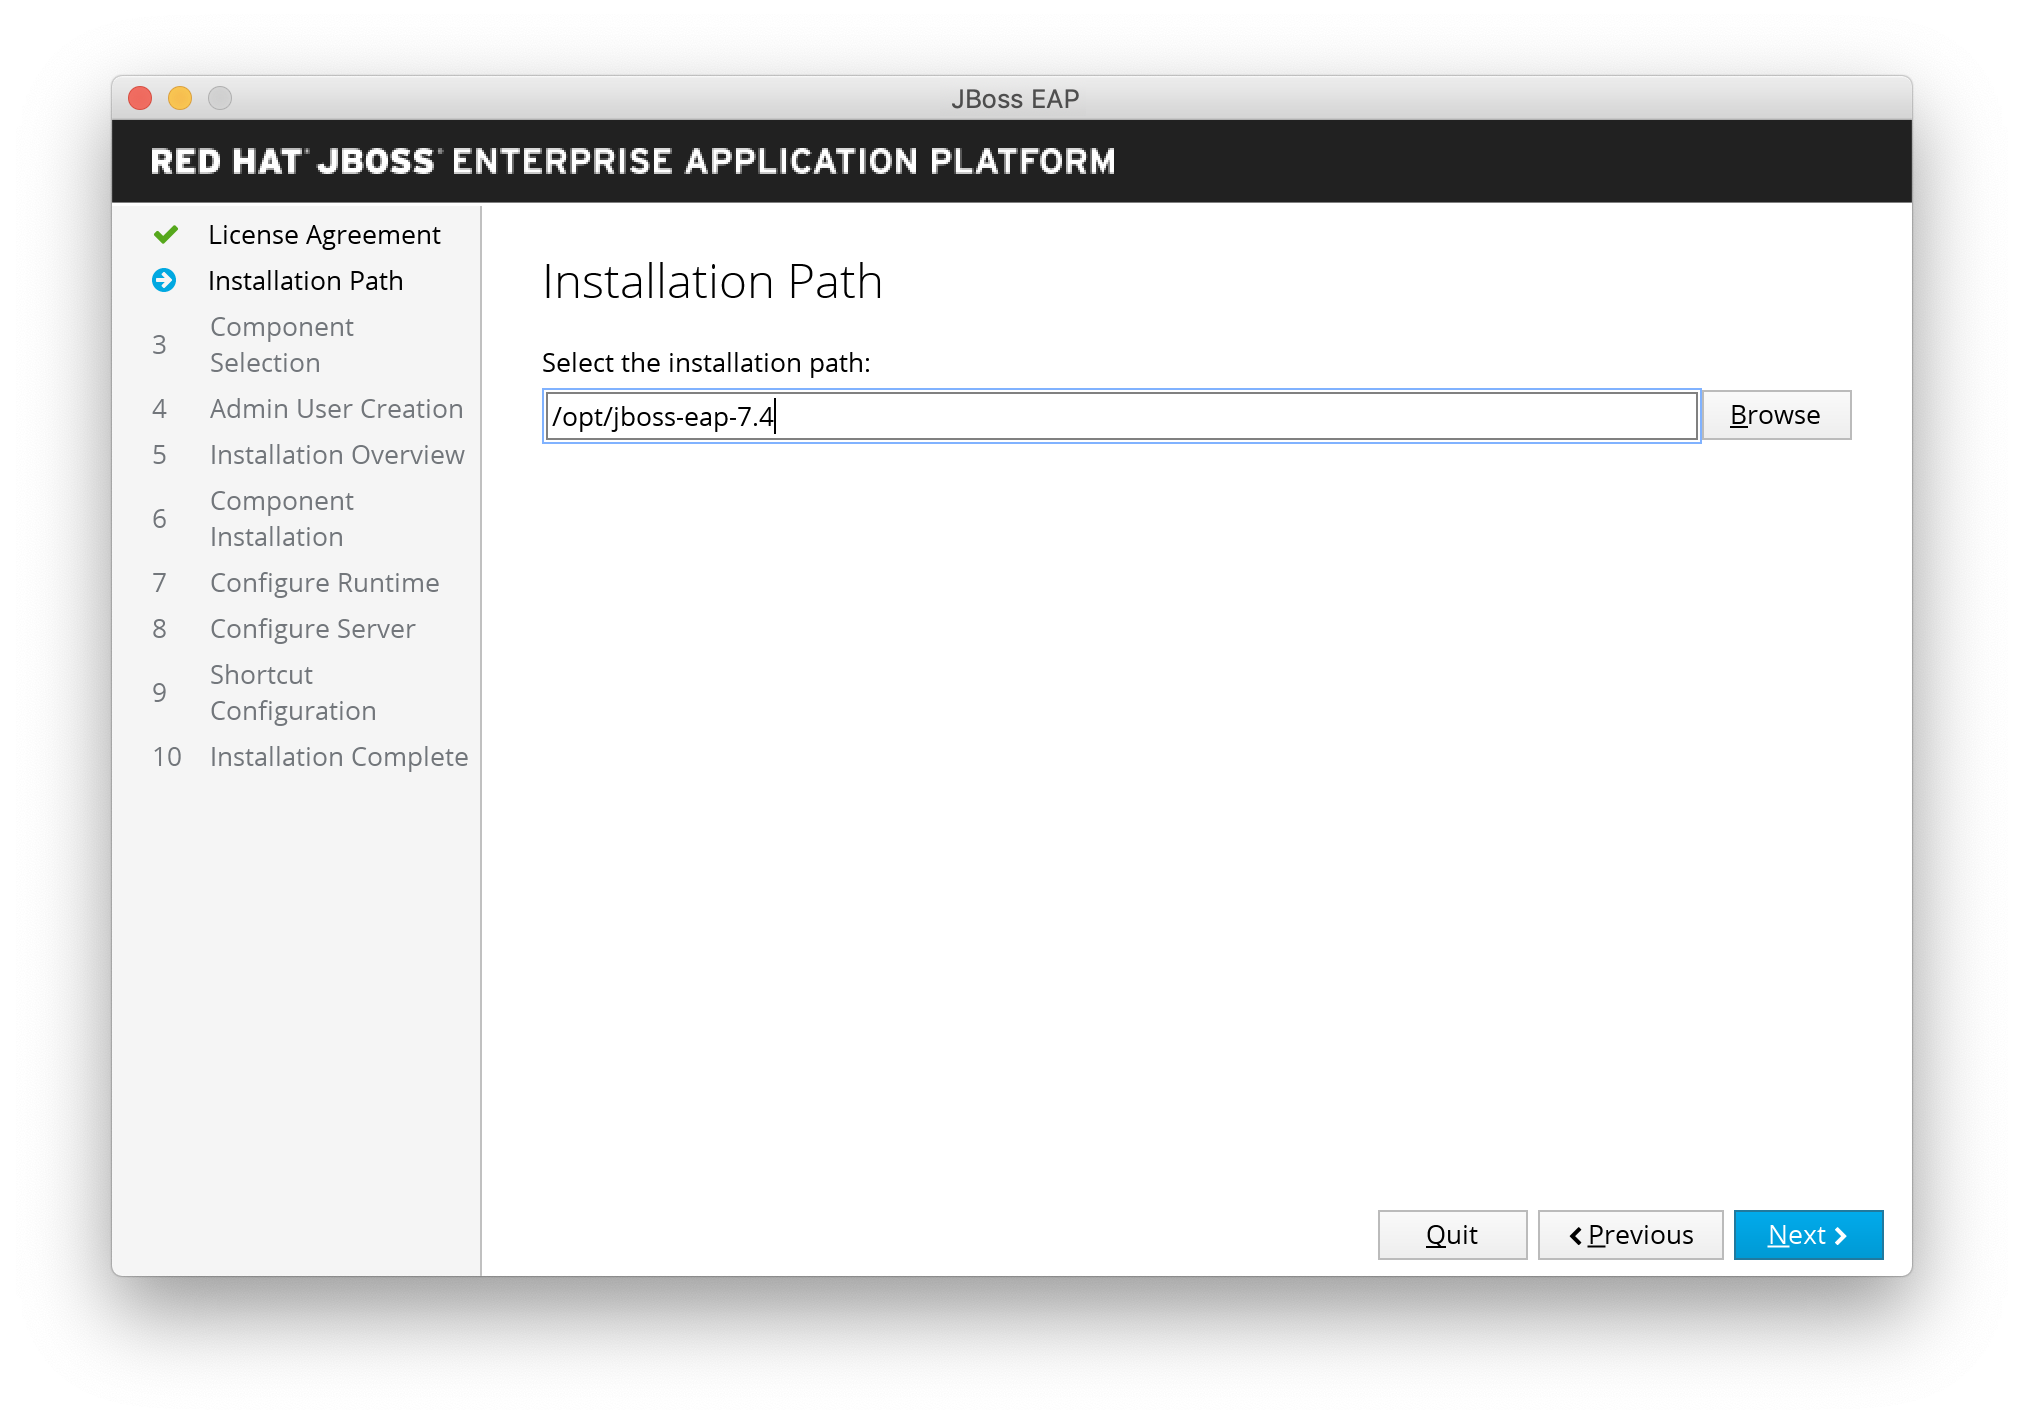 JBoss EAP
RED HAT JBOSS ENTERPRISE APPLICATION PLATFORM
License Agreement
Installation Path
3 Component
Selection
4 Admin User Creation
5 Installation Overview
6 Component
Installation
7 Configure Runtime
8 Configure Server
9 Shortcut
Configuration
10 Installation Complete
Installation Path
Select the installation path:
/opt/jboss-eap-7.4
Browse
Quit
Previous
Next